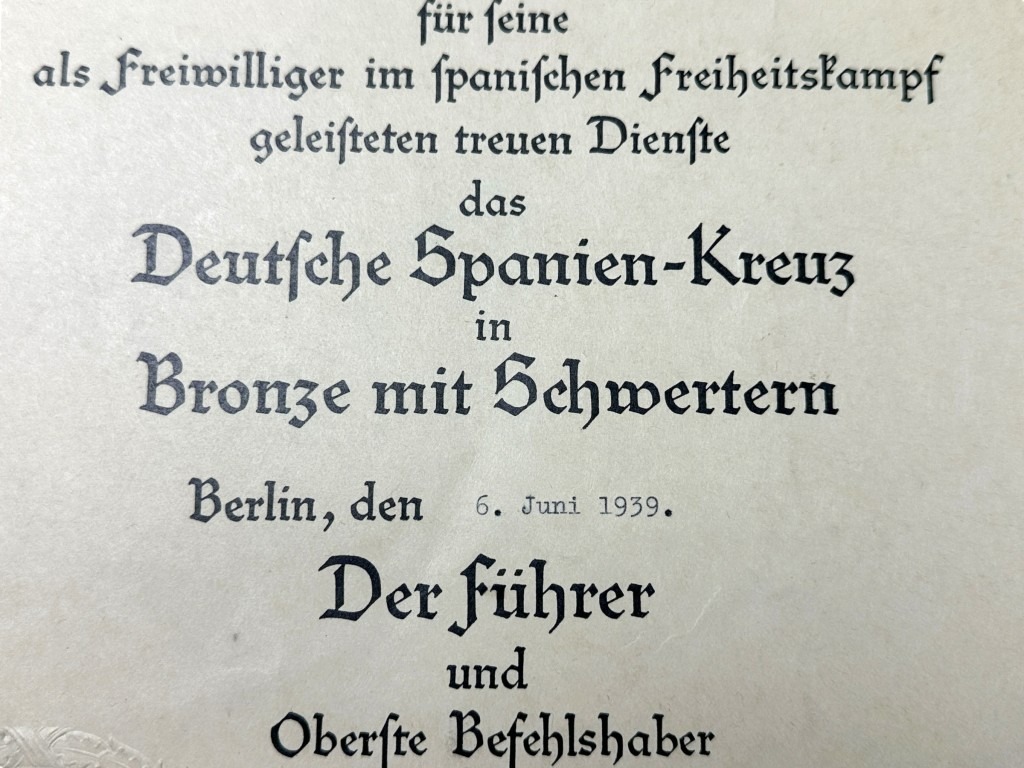 für ſeine
als Freiwilliger im ſpaniſchen Freiheitskampf
geleiſteten treuen Dienſte
das
Deutſche Spanien-Kreuz
in
Bronze mit Schwertern
Berlin, den 6. Juni 1939.
Der Führer
und
Oberſte Befehlshaber